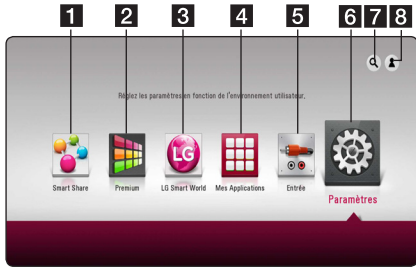 1 2 3 4 5 6 7 8
Réglez les paramètres en fonction de l'environnement utilisateur.
LG
Smart Share Premium LG Smart World Mes Applications Entrée
Paramètres